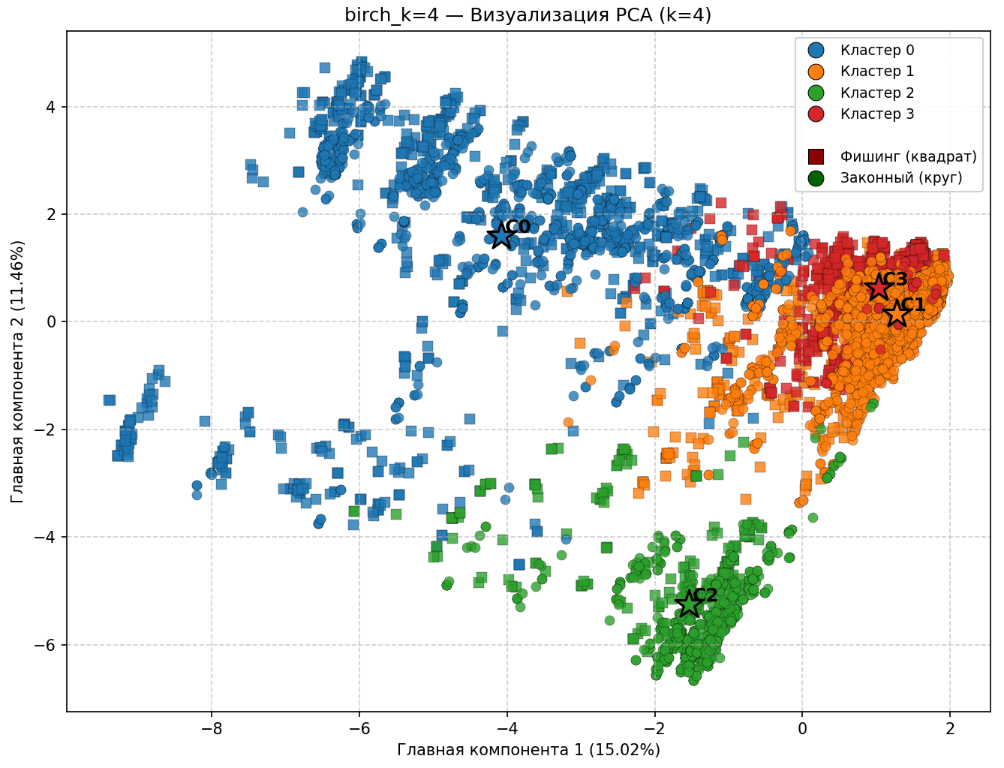 birch_k=4 — Визуализация PCA (k=4)
Кластер 0
Кластер 1
Кластер 2
Кластер 3
Фишинг (квадрат)
Законный (круг)
C0
C3
C1
C2
4
2
0
−2
−4
−6
Главная компонента 2 (11.46%)
−8
−6
−4
−2
0
2
Главная компонента 1 (15.02%)